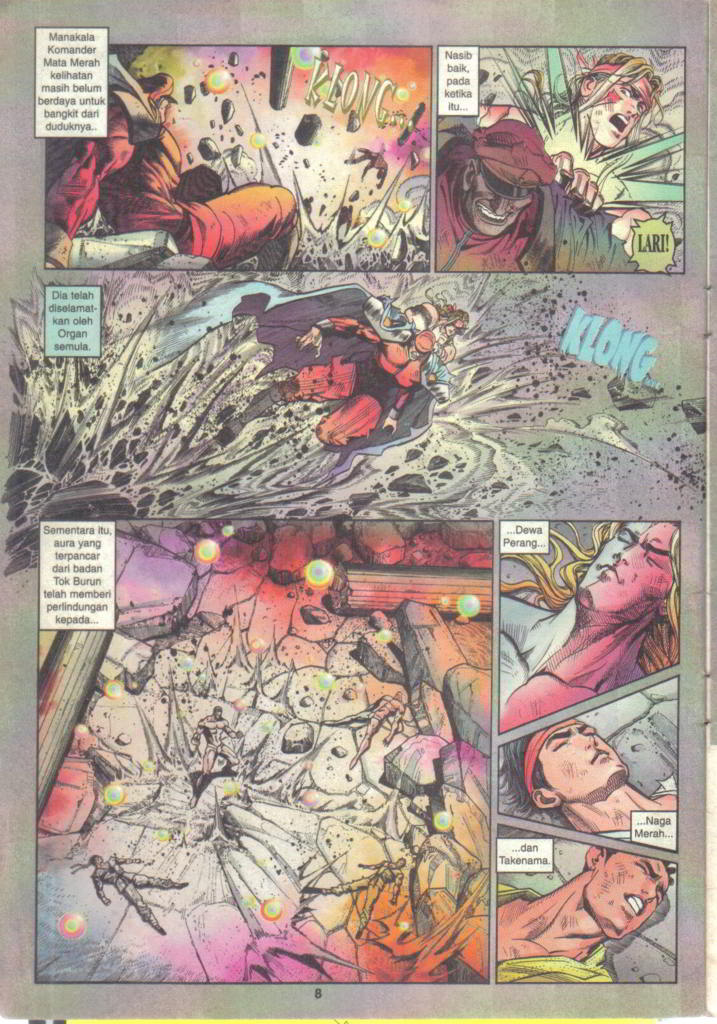 Manakala
Komander
Mata Merah
kelihatan
masih belum
berdaya untuk
bangkit dari
duduknya..
KLONG...
Nasib
baik,
pada
ketika
itu...
LARI!
Dia telah
diselamat-
kan oleh
Organ
semula.
KLONG...
Sementara itu,
aura yang
terpancar
dari badan
Tok Burun
telah memberi
perlindungan
kepada...
...Dewa
Perang...
...Naga
Merah...
...dan
Takenama.
8